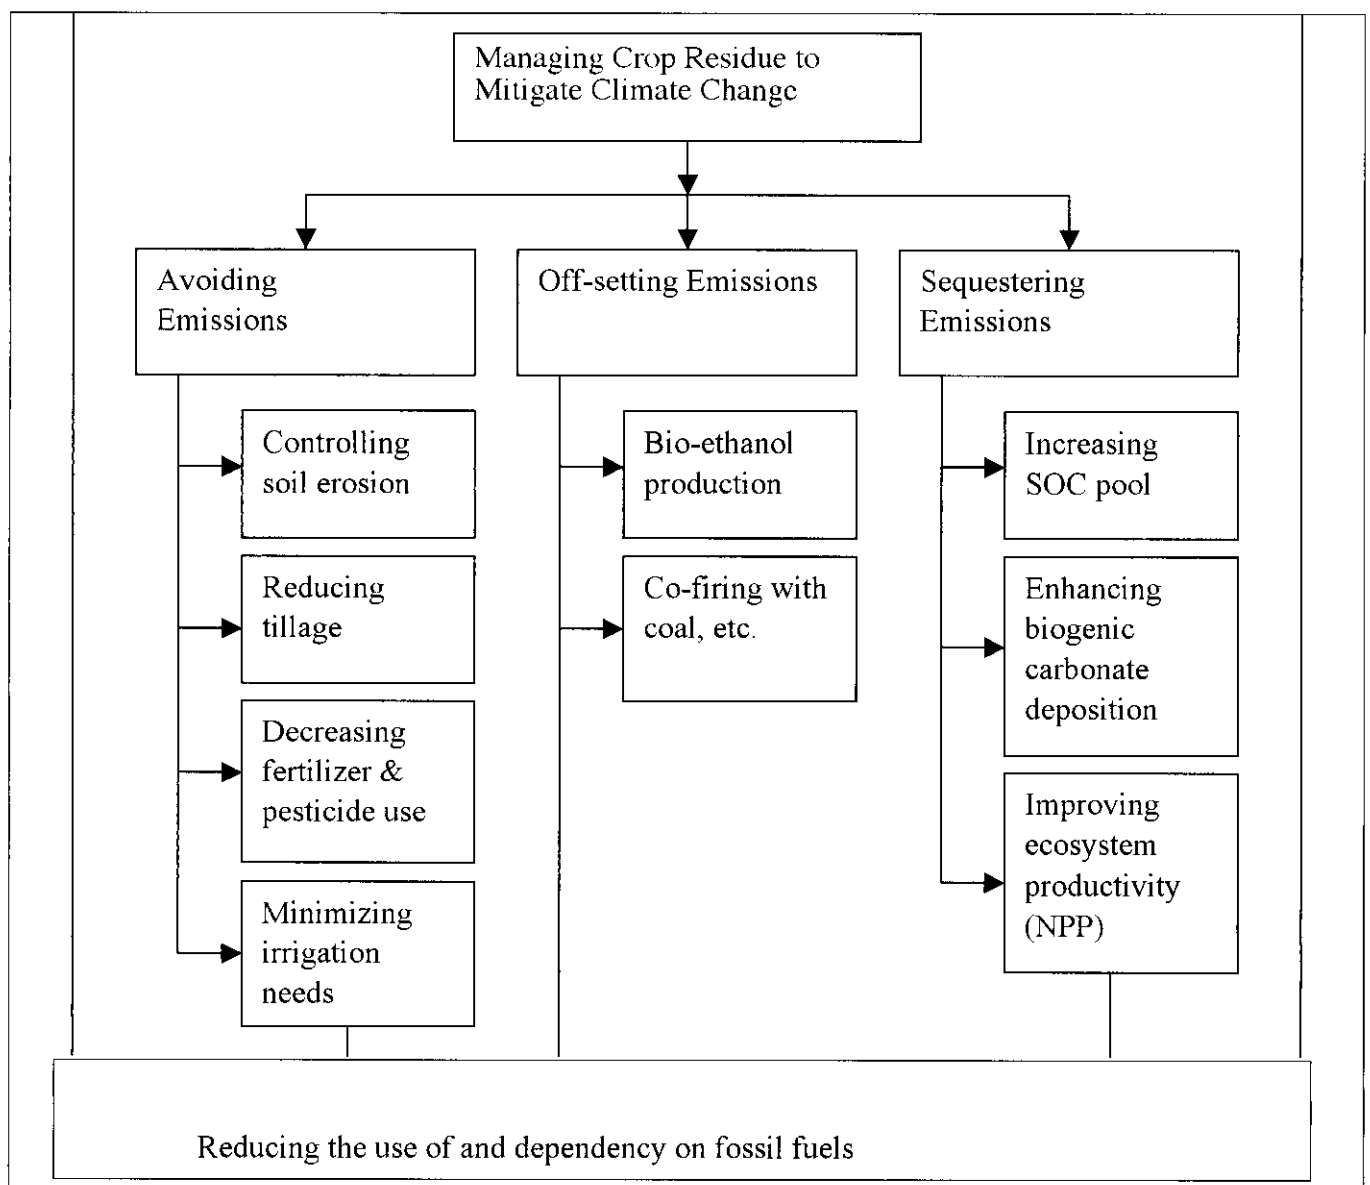 Managing Crop Residue to
Mitigate Climate Change
Avoiding
Emissions
Off-setting Emissions
Sequestering
Emissions
Controlling
soil erosion
Reducing
tillage
Decreasing
fertilizer &
pesticide use
Minimizing
irrigation
needs
Bio-ethanol
production
Co-firing with
coal, etc.
Increasing
SOC pool
Enhancing
biogenic
carbonate
deposition
Improving
ecosystem
productivity
(NPP)
Reducing the use of and dependency on fossil fuels